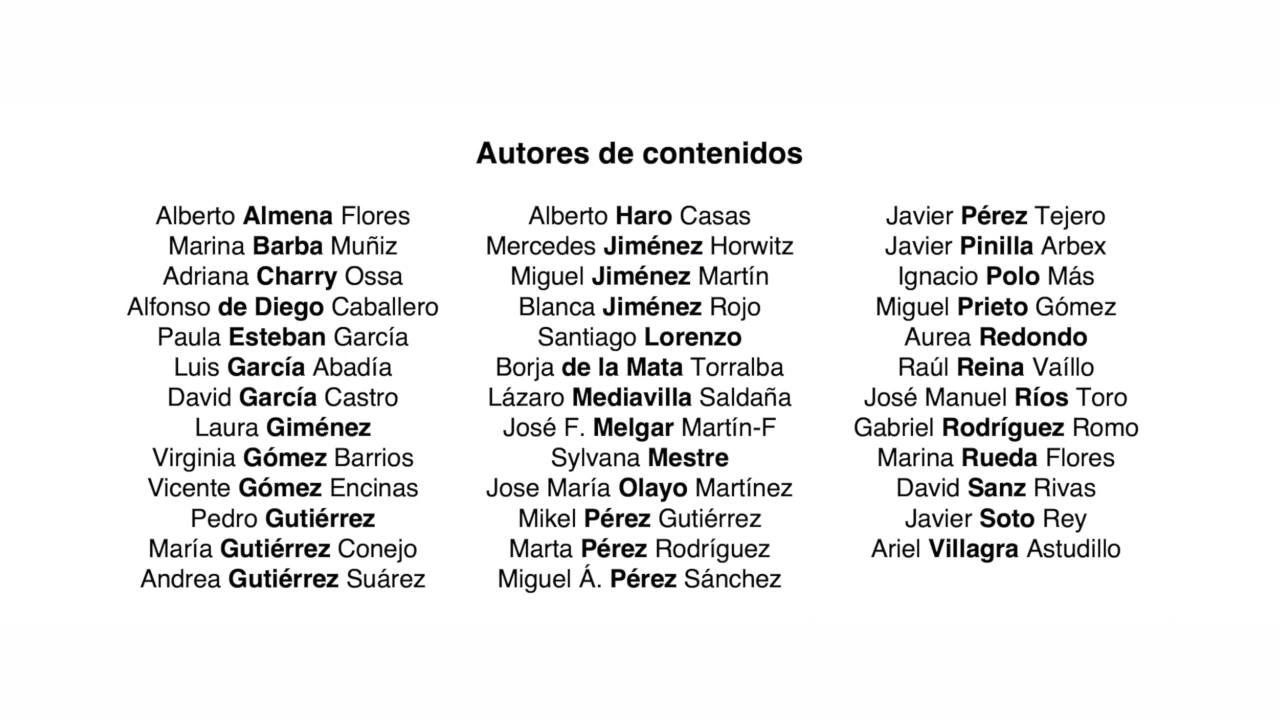 Autores de contenidos
Alberto Almena Flores
Marina Barba Muñiz
Adriana Charry Ossa
Alfonso de Diego Caballero
Paula Esteban García
Luis García Abadía
David García Castro
Laura Giménez
Virginia Gómez Barrios
Vicente Gómez Encinas
Pedro Gutiérrez
María Gutiérrez Conejo
Andrea Gutiérrez Suárez
Alberto Haro Casas
Mercedes Jiménez Horwitz
Miguel Jiménez Martín
Blanca Jiménez Rojo
Santiago Lorenzo
Borja de la Mata Torralba
Lázaro Mediavilla Saldaña
José F. Melgar Martín-F
Sylvana Mestre
Jose María Olayo Martínez
Mikel Pérez Gutiérrez
Marta Pérez Rodríguez
Miguel Á. Pérez Sánchez
Javier Pérez Tejero
Javier Pinilla Arbex
Ignacio Polo Más
Miguel Prieto Gómez
Aurea Redondo
Raúl Reina Vaíllo
José Manuel Ríos Toro
Gabriel Rodríguez Romo
Marina Rueda Flores
David Sanz Rivas
Javier Soto Rey
Ariel Villagra Astudillo